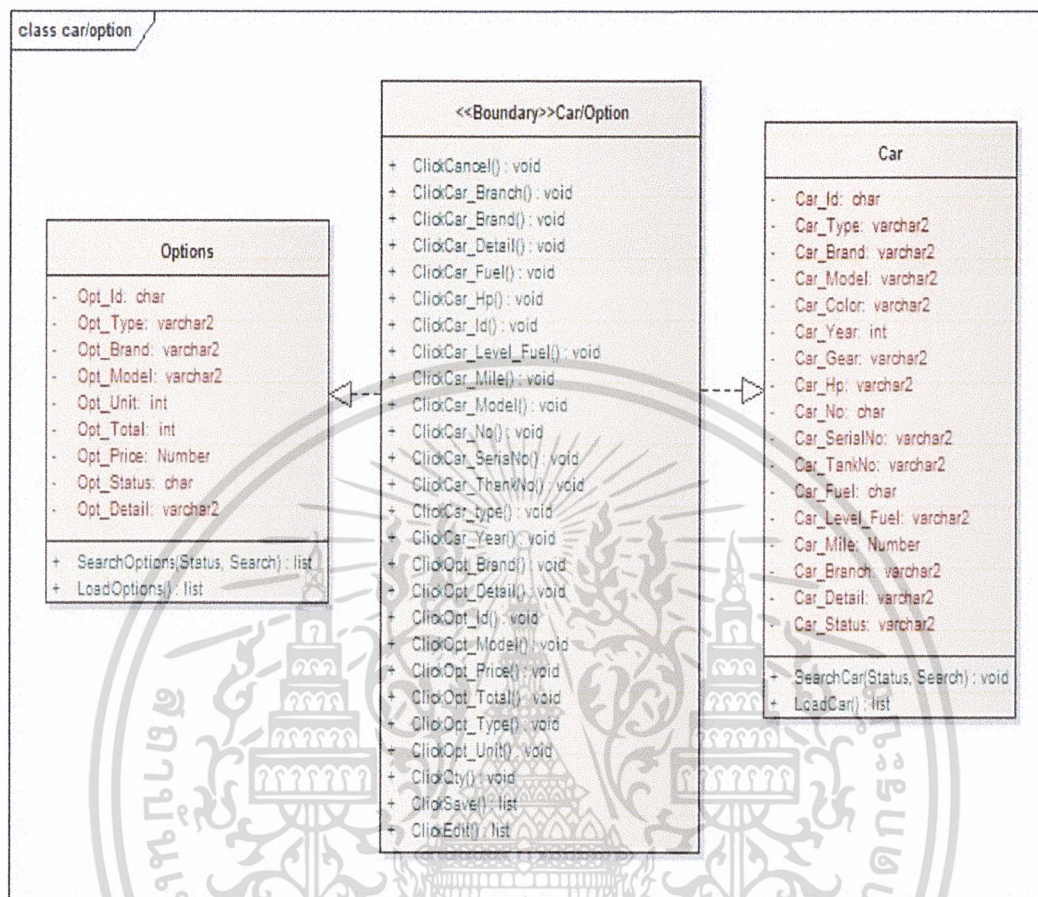 class car/option
Options
- Opt_Id: char
- Opt_Type: varchar2
- Opt_Brand: varchar2
- Opt_Model: varchar2
- Opt_Unit: int
- Opt_Total: int
- Opt_Price: Number
- Opt_Status: char
- Opt_Detail: varchar2
+ SearchOptions(Status, Search) : list
+ LoadOptions() : list
<<Boundary>>Car/Option
+ ClickCancel() : void
+ ClickCar_Branch() : void
+ ClickCar_Brand() : void
+ ClickCar_Detail() : void
+ ClickCar_Fuel() : void
+ ClickCar_Hp() : void
+ ClickCar_Id() : void
+ ClickCar_Level_Fuel() : void
+ ClickCar_Mile() : void
+ ClickCar_Model() : void
+ ClickCar_No() : void
+ ClickCar_SerialNo() : void
+ ClickCar_ThankNo() : void
+ ClickCar_type() : void
+ ClickCar_Year() : void
+ ClickOpt_Brand() : void
+ ClickOpt_Detail() : void
+ ClickOpt_Id() : void
+ ClickOpt_Model() : void
+ ClickOpt_Price() : void
+ ClickOpt_Total() : void
+ ClickOpt_Type() : void
+ ClickOpt_Unit() : void
+ ClickQty() : void
+ ClickSave() : list
+ ClickEdit() : list
Car
- Car_Id: char
- Car_Type: varchar2
- Car_Brand: varchar2
- Car_Model: varchar2
- Car_Color: varchar2
- Car_Year: int
- Car_Gear: varchar2
- Car_Hp: varchar2
- Car_No: char
- Car_SerialNo: varchar2
- Car_TankNo: varchar2
- Car_Fuel: char
- Car_Level_Fuel: varchar2
- Car_Mile: Number
- Car_Branch: varchar2
- Car_Detail: varchar2
- Car_Status: varchar2
+ SearchCar(Status, Search) : void
+ LoadCar() : list